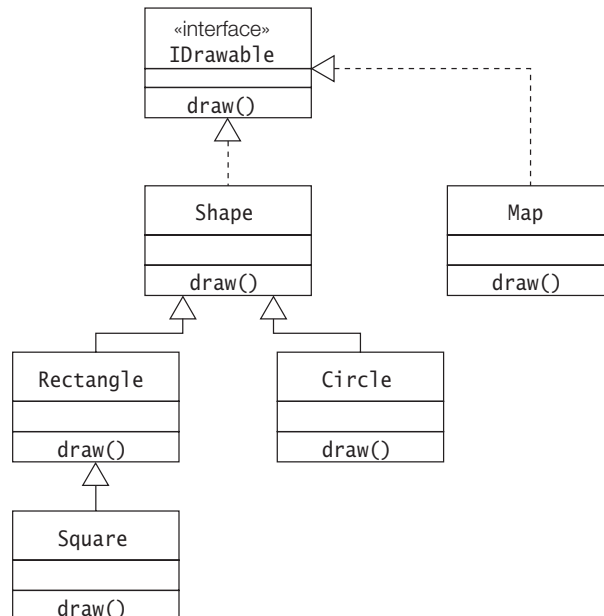 «interface»
IDrawable
draw()
Shape
Map
draw()
draw()
Rectangle
Circle
draw()
draw()
Square
draw()